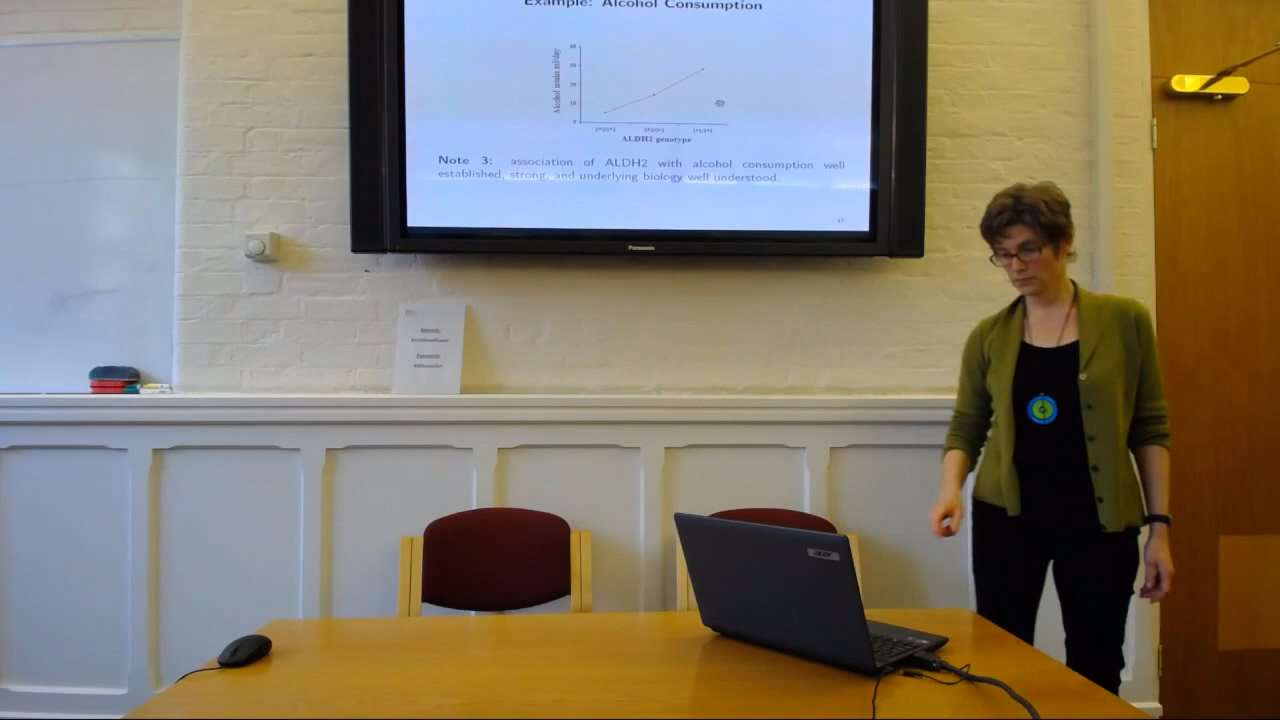 Example: Alcohol Consumption
Alcohol intake ml/day
40
30
20
10
0
ALDH2 genotype
Note 3: association of ALDH2 with alcohol consumption well
established, strong, and underlying biology well understood.
17
Panasonic
acer